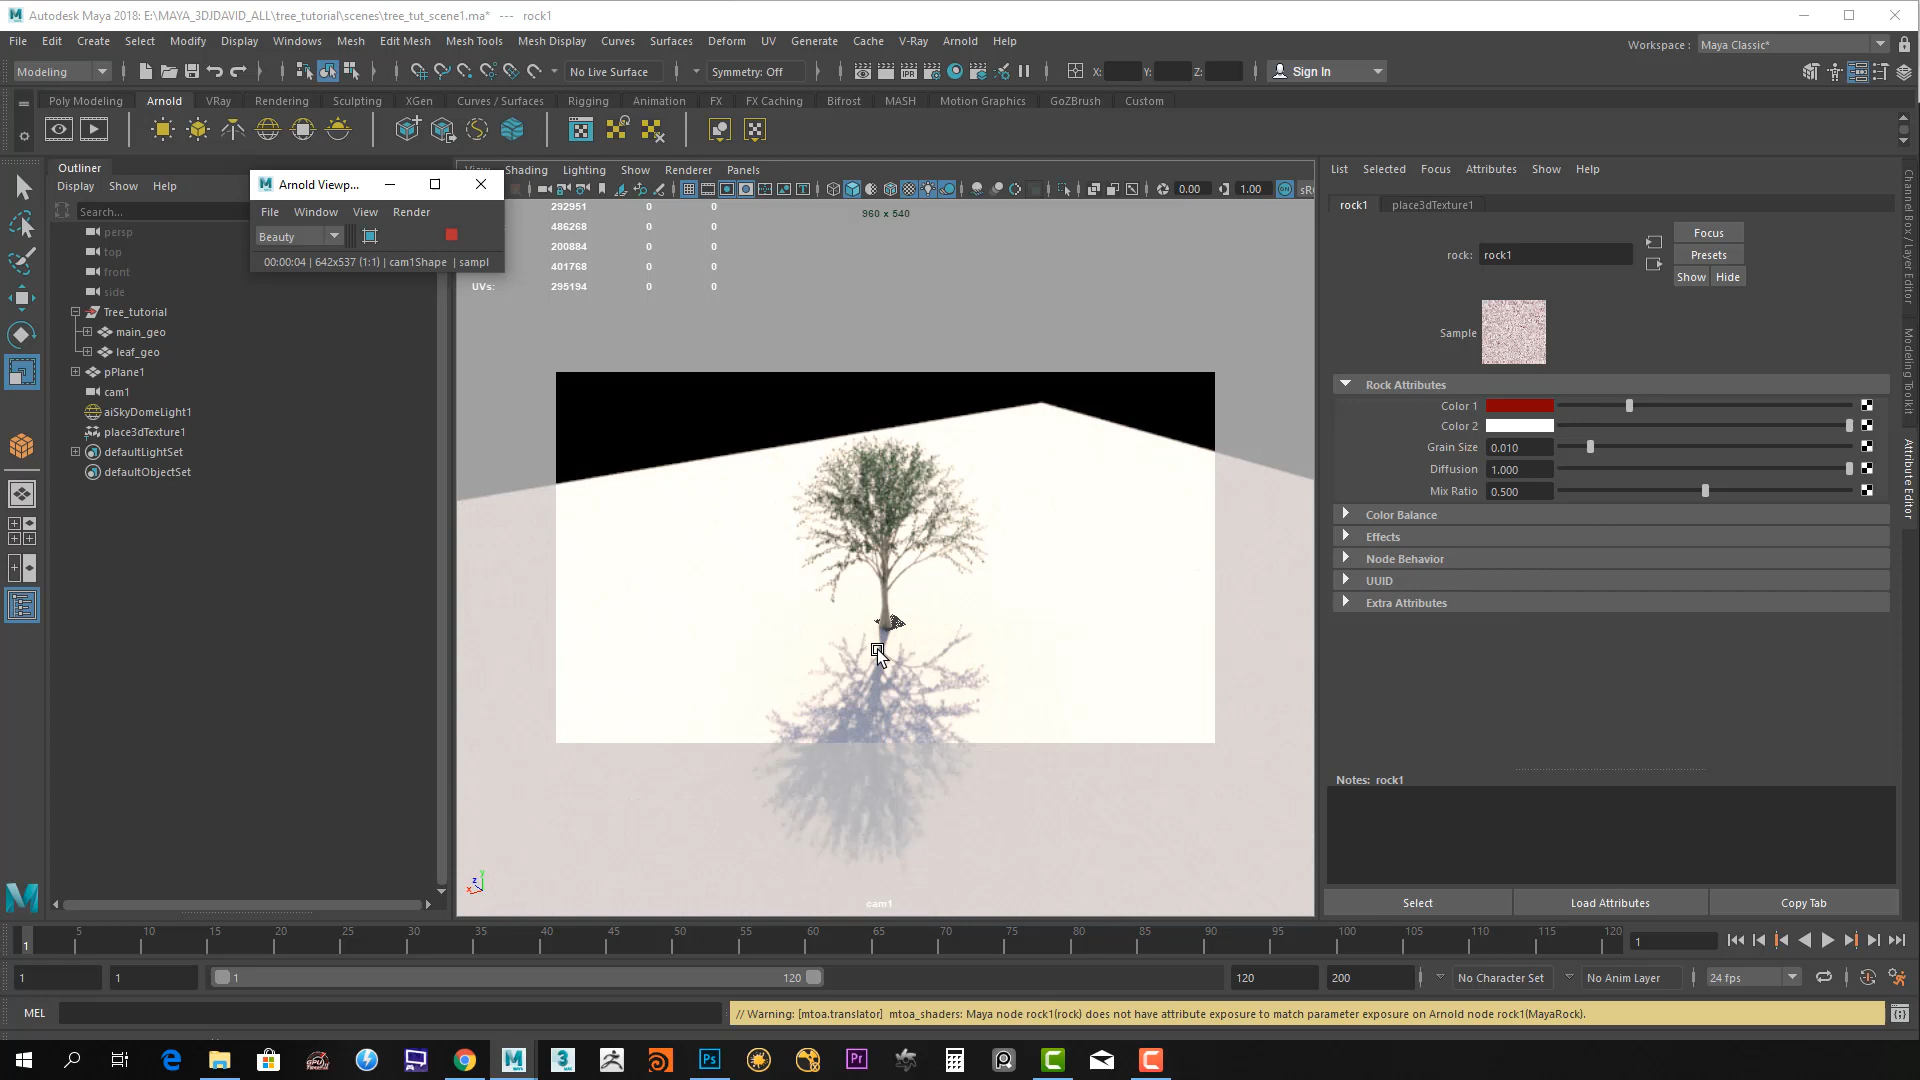 Autodesk Maya 2018: E:\MAYA_3DJDAVID_ALL\tree_tutorial\scenes\tree_tut_scene1.ma* --- rock1
File Edit Create Select Modify Display Windows Mesh Edit Mesh Mesh Tools Mesh Display Curves Surfaces Deform UV Generate Cache V-Ray Arnold Help
Workspace : Maya Classic*
Modeling No Live Surface Symmetry: Off X: Y: Z: Sign In
Poly Modeling Arnold VRay Rendering Sculpting XGen Curves / Surfaces Rigging Animation FX FX Caching Bifrost MASH Motion Graphics GoZBrush Custom
Outliner
Display Show Help
Search...
persp
top
front
side
Tree_tutorial
main_geo
leaf_geo
pPlane1
cam1
aiSkyDomeLight1
place3dTexture1
defaultLightSet
defaultObjectSet
Arnold Viewp...
File Window View Render
Beauty
00:00:04 | 642x537 (1:1) | cam1Shape | sampl
Shading Lighting Show Renderer Panels
0.00 1.00
292951 0 0
486268 0 0
200884 0 0
401768 0 0
UVs: 295194 0 0
960 x 540
cam1
List Selected Focus Attributes Show Help
rock1 place3dTexture1
rock: rock1
Focus
Presets
Show Hide
Sample
Rock Attributes
Color 1
Color 2
Grain Size 0.010
Diffusion 1.000
Mix Ratio 0.500
Color Balance
Effects
Node Behavior
UUID
Extra Attributes
Notes: rock1
Select Load Attributes Copy Tab
Channel Box / Layer Editor
Modeling Toolkit
Attribute Editor
5 10 15 20 25 30 35 40 45 50 55 60 65 70 75 80 85 90 95 100 105 110 115 120
1 1
1 1 1 120 120 200 No Character Set No Anim Layer 24 fps
MEL // Warning: [mtoa.translator] mtoa_shaders: Maya node rock1(rock) does not have attribute exposure to match parameter exposure on Arnold node rock1(MayaRock).